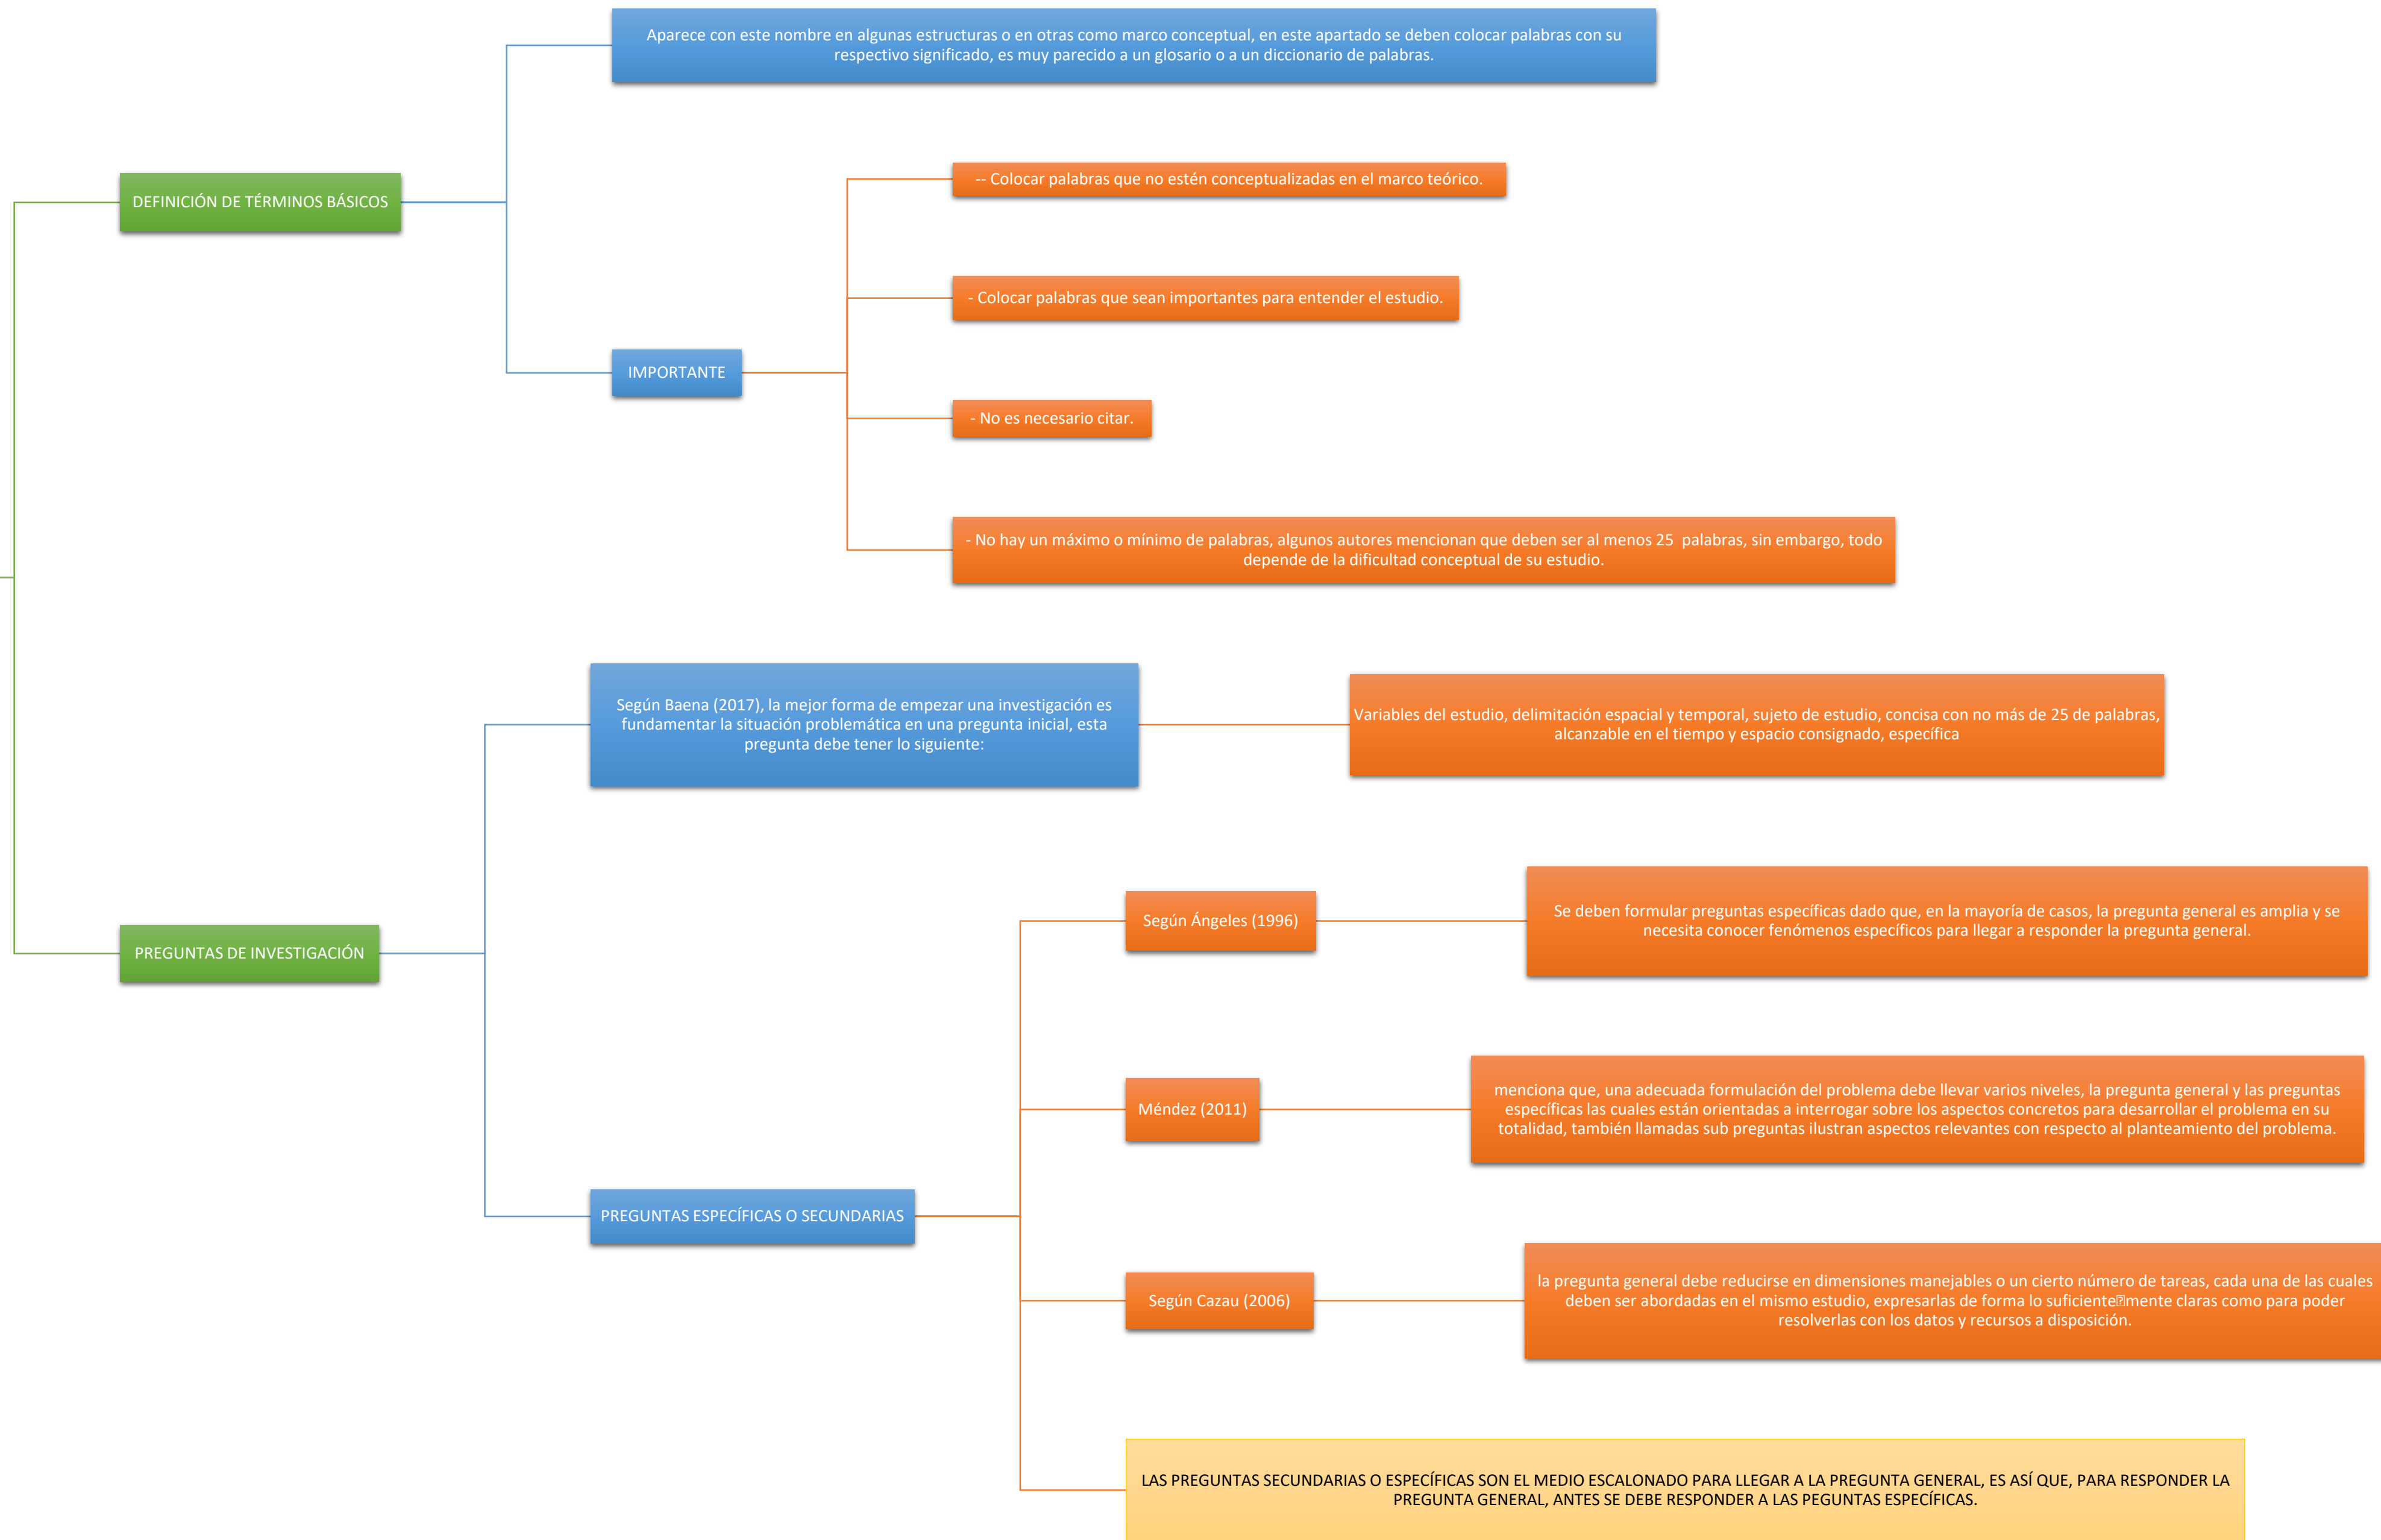 DEFINICIÓN DE TÉRMINOS BÁSICOS
Aparece con este nombre en algunas estructuras o en otras como marco conceptual, en este apartado se deben colocar palabras con su
respectivo significado, es muy parecido a un glosario o a un diccionario de palabras.
IMPORTANTE
-- Colocar palabras que no estén conceptualizadas en el marco teórico.
- Colocar palabras que sean importantes para entender el estudio.
- No es necesario citar.
- No hay un máximo o mínimo de palabras, algunos autores mencionan que deben ser al menos 25 palabras, sin embargo, todo
depende de la dificultad conceptual de su estudio.
PREGUNTAS DE INVESTIGACIÓN
Según Baena (2017), la mejor forma de empezar una investigación es
fundamentar la situación problemática en una pregunta inicial, esta
pregunta debe tener lo siguiente:
Variables del estudio, delimitación espacial y temporal, sujeto de estudio, concisa con no más de 25 de palabras,
alcanzable en el tiempo y espacio consignado, específica
PREGUNTAS ESPECÍFICAS O SECUNDARIAS
Según Ángeles (1996)
Se deben formular preguntas específicas dado que, en la mayoría de casos, la pregunta general es amplia y se
necesita conocer fenómenos específicos para llegar a responder la pregunta general.
Méndez (2011)
menciona que, una adecuada formulación del problema debe llevar varios niveles, la pregunta general y las preguntas
específicas las cuales están orientadas a interrogar sobre los aspectos concretos para desarrollar el problema en su
totalidad, también llamadas sub preguntas ilustran aspectos relevantes con respecto al planteamiento del problema.
Según Cazau (2006)
la pregunta general debe reducirse en dimensiones manejables o un cierto número de tareas, cada una de las cuales
deben ser abordadas en el mismo estudio, expresarlas de forma lo suficiente�mente claras como para poder
resolverlas con los datos y recursos a disposición.
LAS PREGUNTAS SECUNDARIAS O ESPECÍFICAS SON EL MEDIO ESCALONADO PARA LLEGAR A LA PREGUNTA GENERAL, ES ASÍ QUE, PARA RESPONDER LA
PREGUNTA GENERAL, ANTES SE DEBE RESPONDER A LAS PEGUNTAS ESPECÍFICAS.